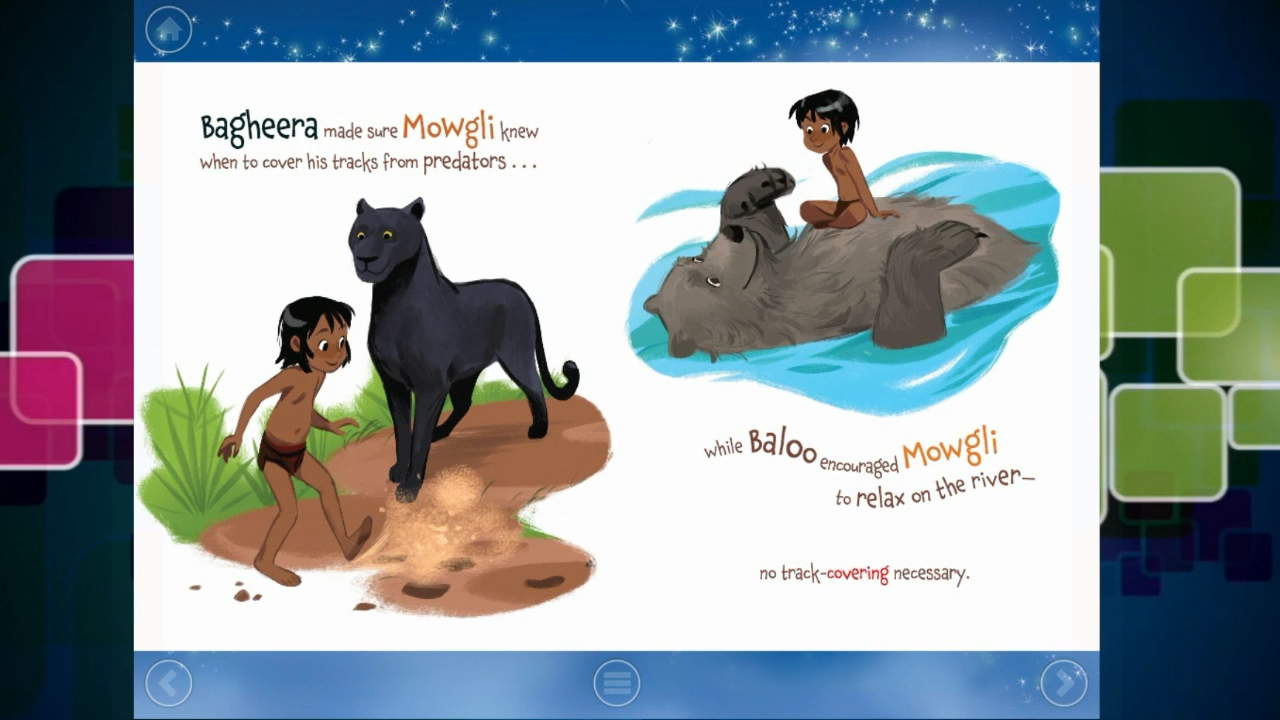 Bagheera made sure Mowgli knew
when to cover his tracks from predators . . .
while Baloo encouraged Mowgli
to relax on the river—
no track-covering necessary.